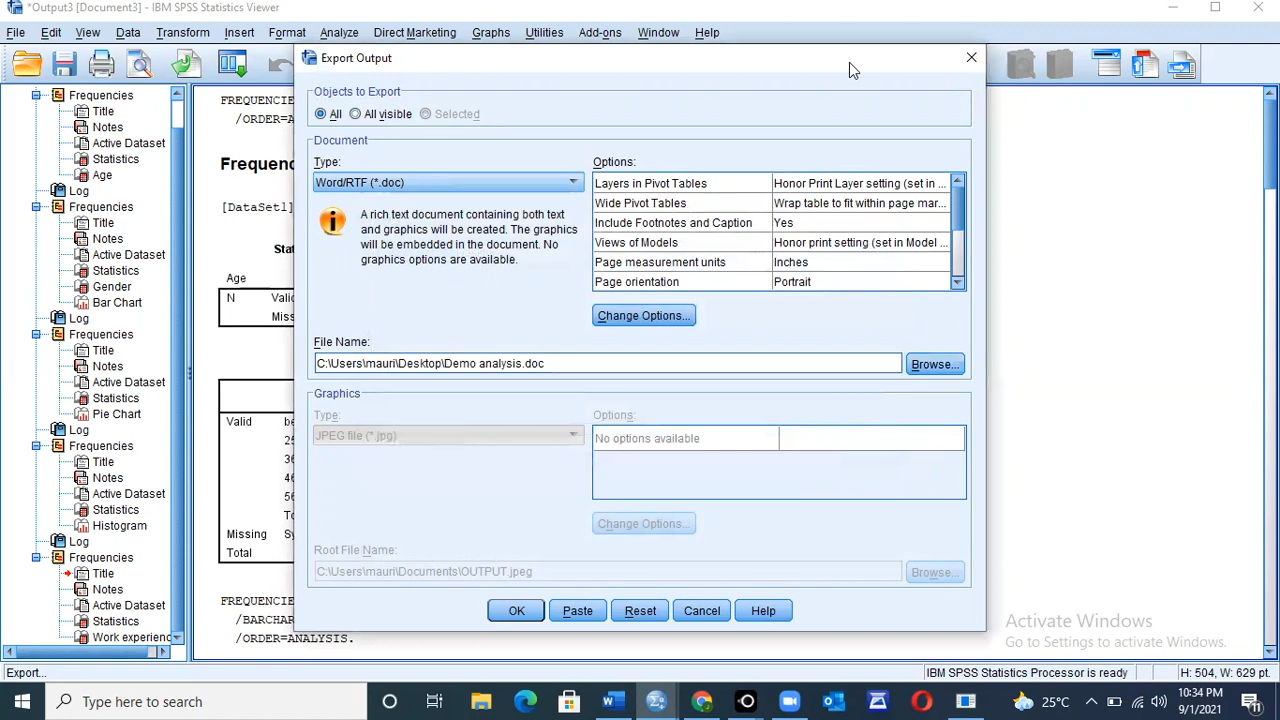 *Output3 [Document3] - IBM SPSS Statistics Viewer
File Edit View Data Transform Insert Format Analyze Direct Marketing Graphs Utilities Add-ons Window Help
Frequencies
Title
Notes
Active Dataset
Statistics
Age
Log
Frequencies
Title
Notes
Active Dataset
Statistics
Gender
Bar Chart
Log
Frequencies
Title
Notes
Active Dataset
Statistics
Pie Chart
Log
Frequencies
Title
Notes
Active Dataset
Statistics
Histogram
Log
Frequencies
Title
Notes
Active Dataset
Statistics
Work experienc
FREQUENCIE
/ORDER=A
Frequenc
[DataSet1]
Stat
Age
N Valid
Miss
Valid be
25
36
46
56
To
Missing Sy
Total
FREQUENCIE
/BARCHAR
/ORDER=ANALYSIS.
Export Output
Objects to Export
All All visible Selected
Document
Type:
Word/RTF (*.doc)
A rich text document containing both text
and graphics will be created. The graphics
will be embedded in the document. No
graphics options are available.
Options:
Layers in Pivot Tables Honor Print Layer setting (set in ...
Wide Pivot Tables Wrap table to fit within page mar...
Include Footnotes and Caption Yes
Views of Models Honor print setting (set in Model ...
Page measurement units Inches
Page orientation Portrait
Change Options...
File Name:
C:\Users\mauri\Desktop\Demo analysis.doc Browse...
Graphics
Type:
JPEG file (*.jpg)
Options:
No options available
Change Options...
Root File Name:
C:\Users\mauri\Documents\OUTPUT.jpeg Browse...
OK Paste Reset Cancel Help
Activate Windows
Go to Settings to activate Windows.
Export... IBM SPSS Statistics Processor is ready H: 504, W: 629 pt.
Type here to search 25°C 10:34 PM
9/1/2021 11